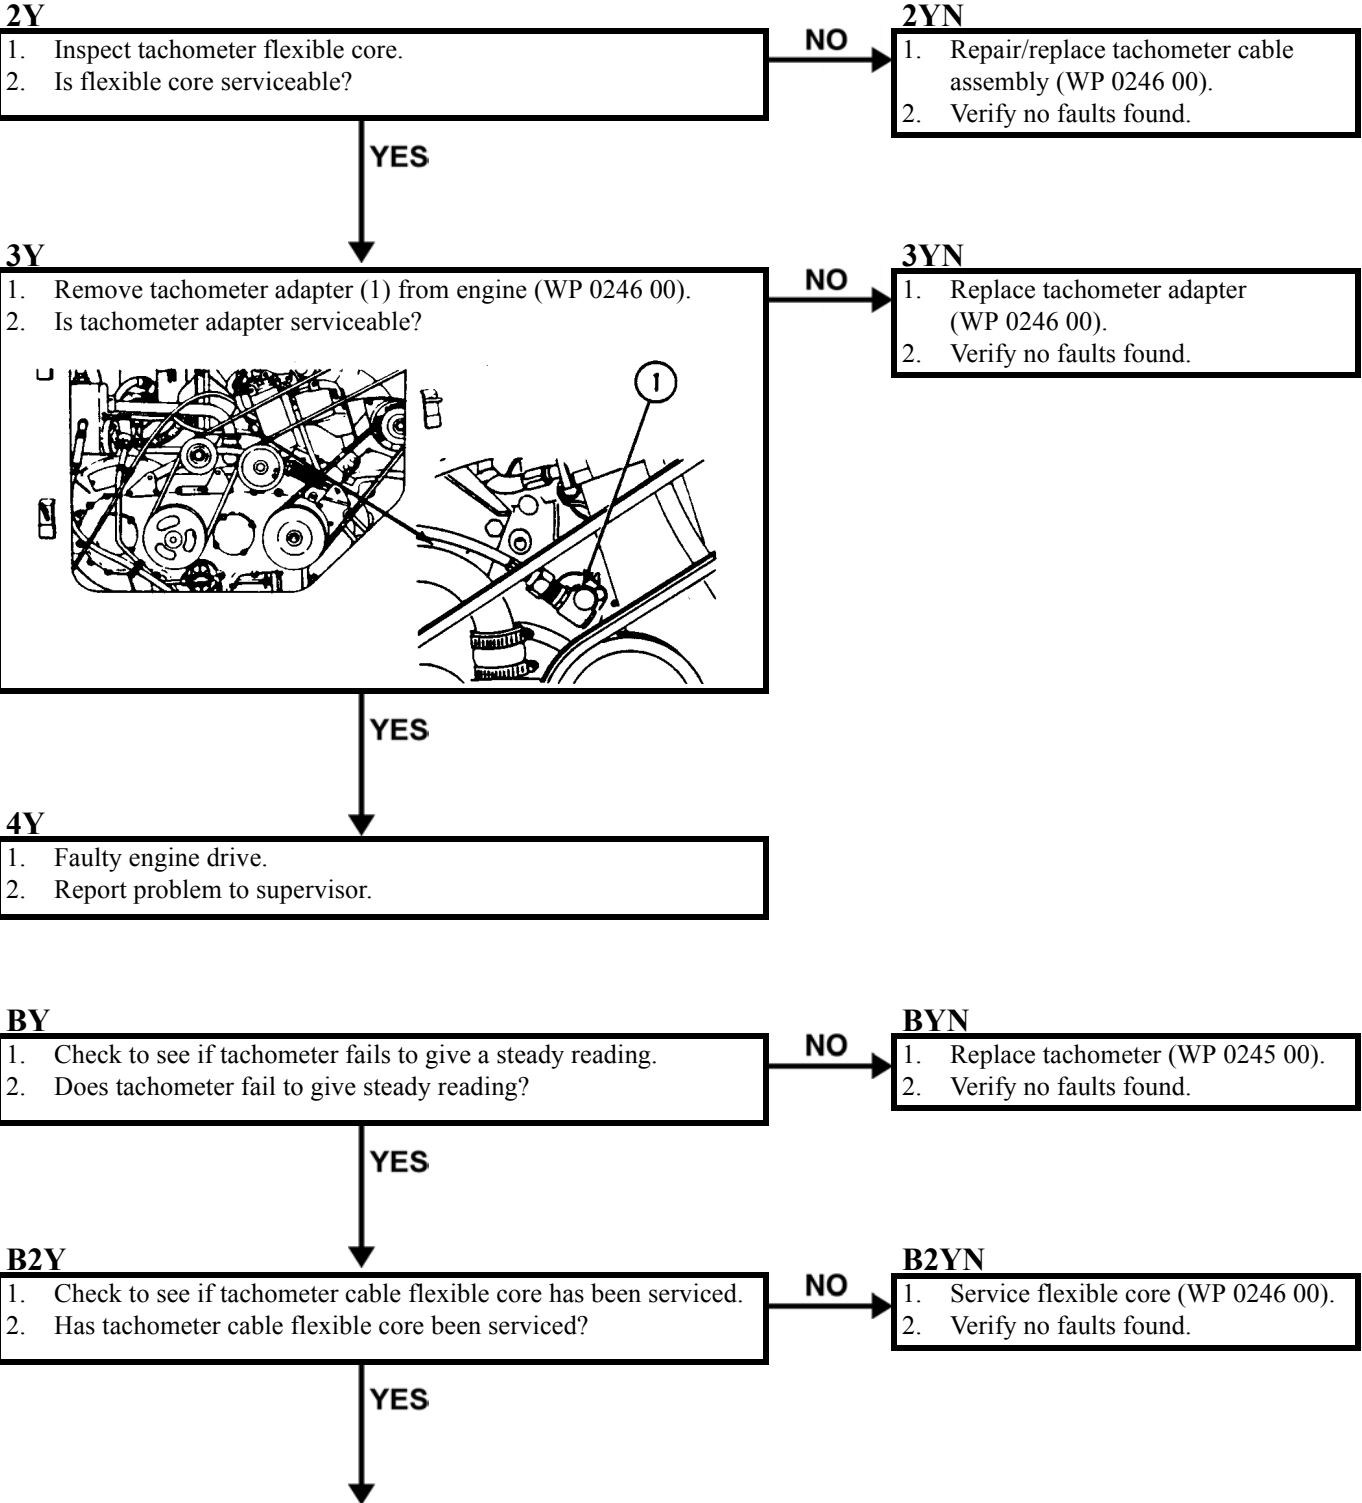 2Y
1. Inspect tachometer flexible core.
2. Is flexible core serviceable?
NO
2YN
1. Repair/replace tachometer cable
assembly (WP 0246 00).
2. Verify no faults found.
YES
3Y
1. Remove tachometer adapter (1) from engine (WP 0246 00).
2. Is tachometer adapter serviceable?
1
NO
3YN
1. Replace tachometer adapter
(WP 0246 00).
2. Verify no faults found.
YES
4Y
1. Faulty engine drive.
2. Report problem to supervisor.
BY
1. Check to see if tachometer fails to give a steady reading.
2. Does tachometer fail to give steady reading?
NO
BYN
1. Replace tachometer (WP 0245 00).
2. Verify no faults found.
YES
B2Y
1. Check to see if tachometer cable flexible core has been serviced.
2. Has tachometer cable flexible core been serviced?
NO
B2YN
1. Service flexible core (WP 0246 00).
2. Verify no faults found.
YES